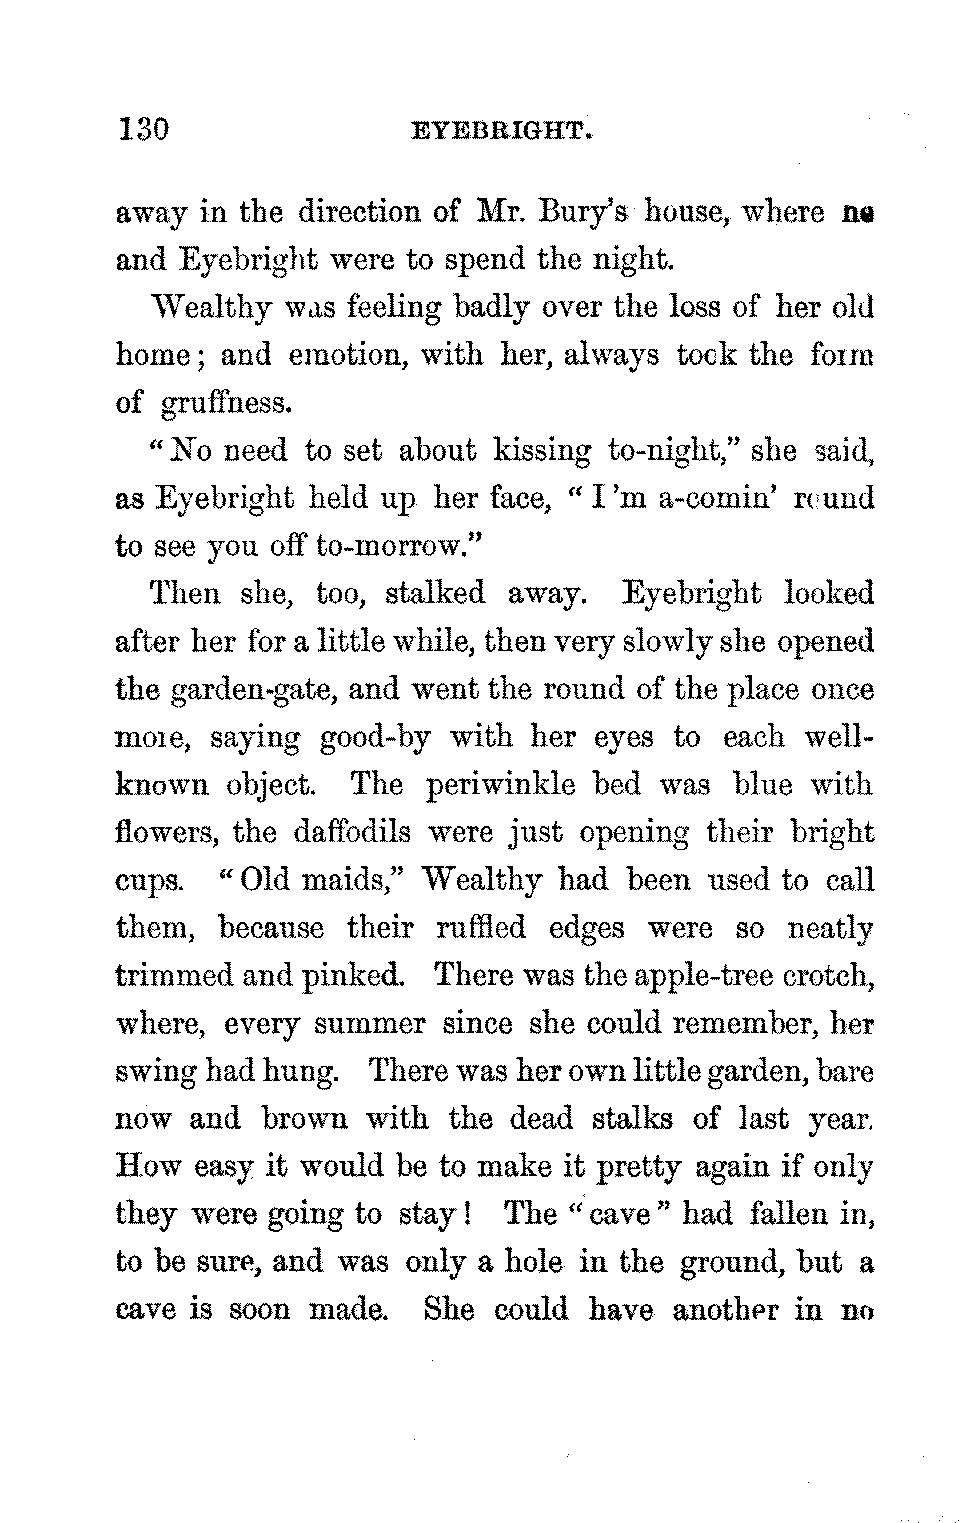 130 EYEBRIGHT.
away in the direction of Mr. Bury's house, where he
and Eyebright were to spend the night.
Wealthy was feeling badly over the loss of her old
home; and emotion, with her, always took the form
of gruffness.
"No need to set about kissing to-night," she said,
as Eyebright held up her face, "I'm a-comin' round
to see you off to-morrow."
Then she, too, stalked away. Eyebright looked
after her for a little while, then very slowly she opened
the garden-gate, and went the round of the place once
more, saying good-by with her eyes to each well-
known object. The periwinkle bed was blue with
flowers, the daffodils were just opening their bright
cups. "Old maids," Wealthy had been used to call
them, because their ruffled edges were so neatly
trimmed and pinked. There was the apple-tree crotch,
where, every summer since she could remember, her
swing had hung. There was her own little garden, bare
now and brown with the dead stalks of last year.
How easy it would be to make it pretty again if only
they were going to stay! The "cave" had fallen in,
to be sure, and was only a hole in the ground, but a
cave is soon made. She could have another in no